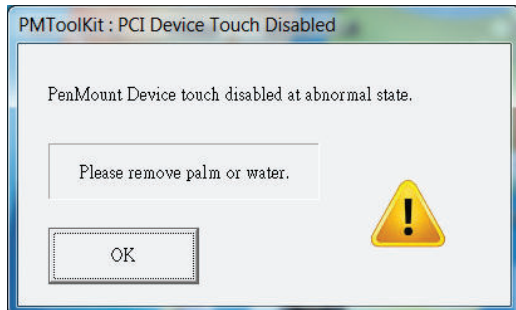 PMToolKit : PCI Device Touch Disabled
PenMount Device touch disabled at abnormal state.
Please remove palm or water.
OK